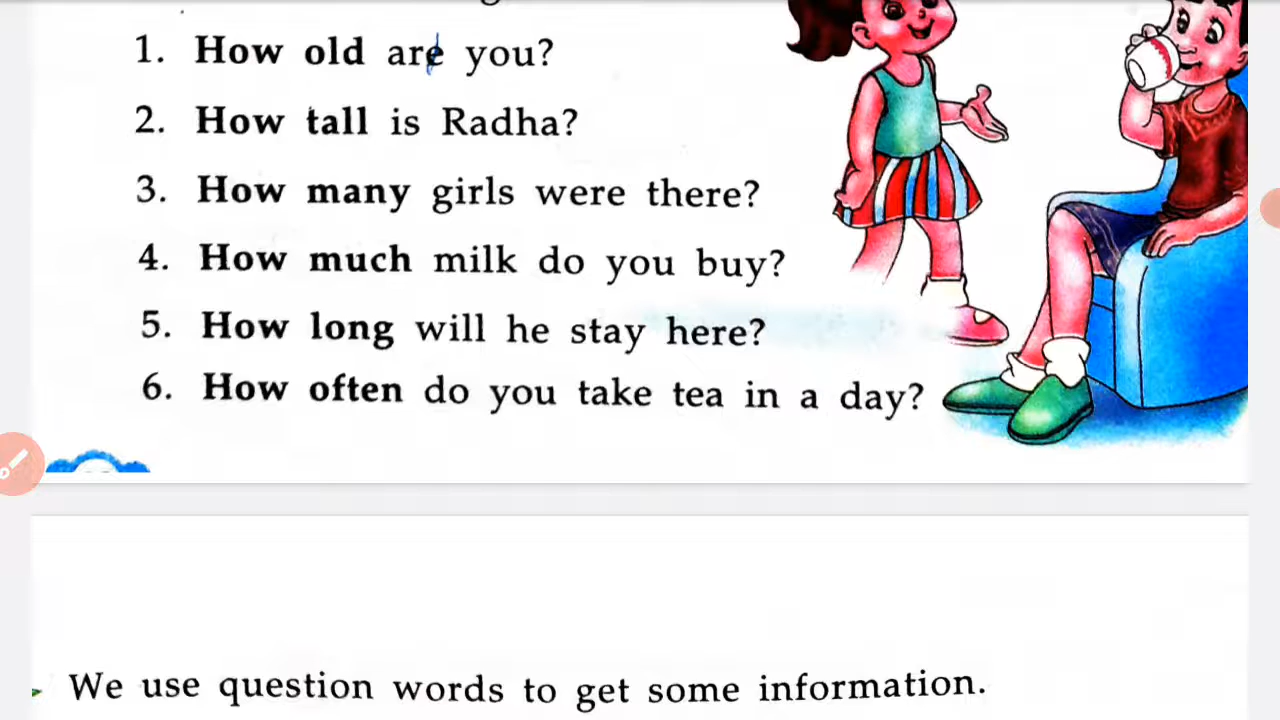 1. How old are you?
2. How tall is Radha?
3. How many girls were there?
4. How much milk do you buy?
5. How long will he stay here?
6. How often do you take tea in a day?
We use question words to get some information.